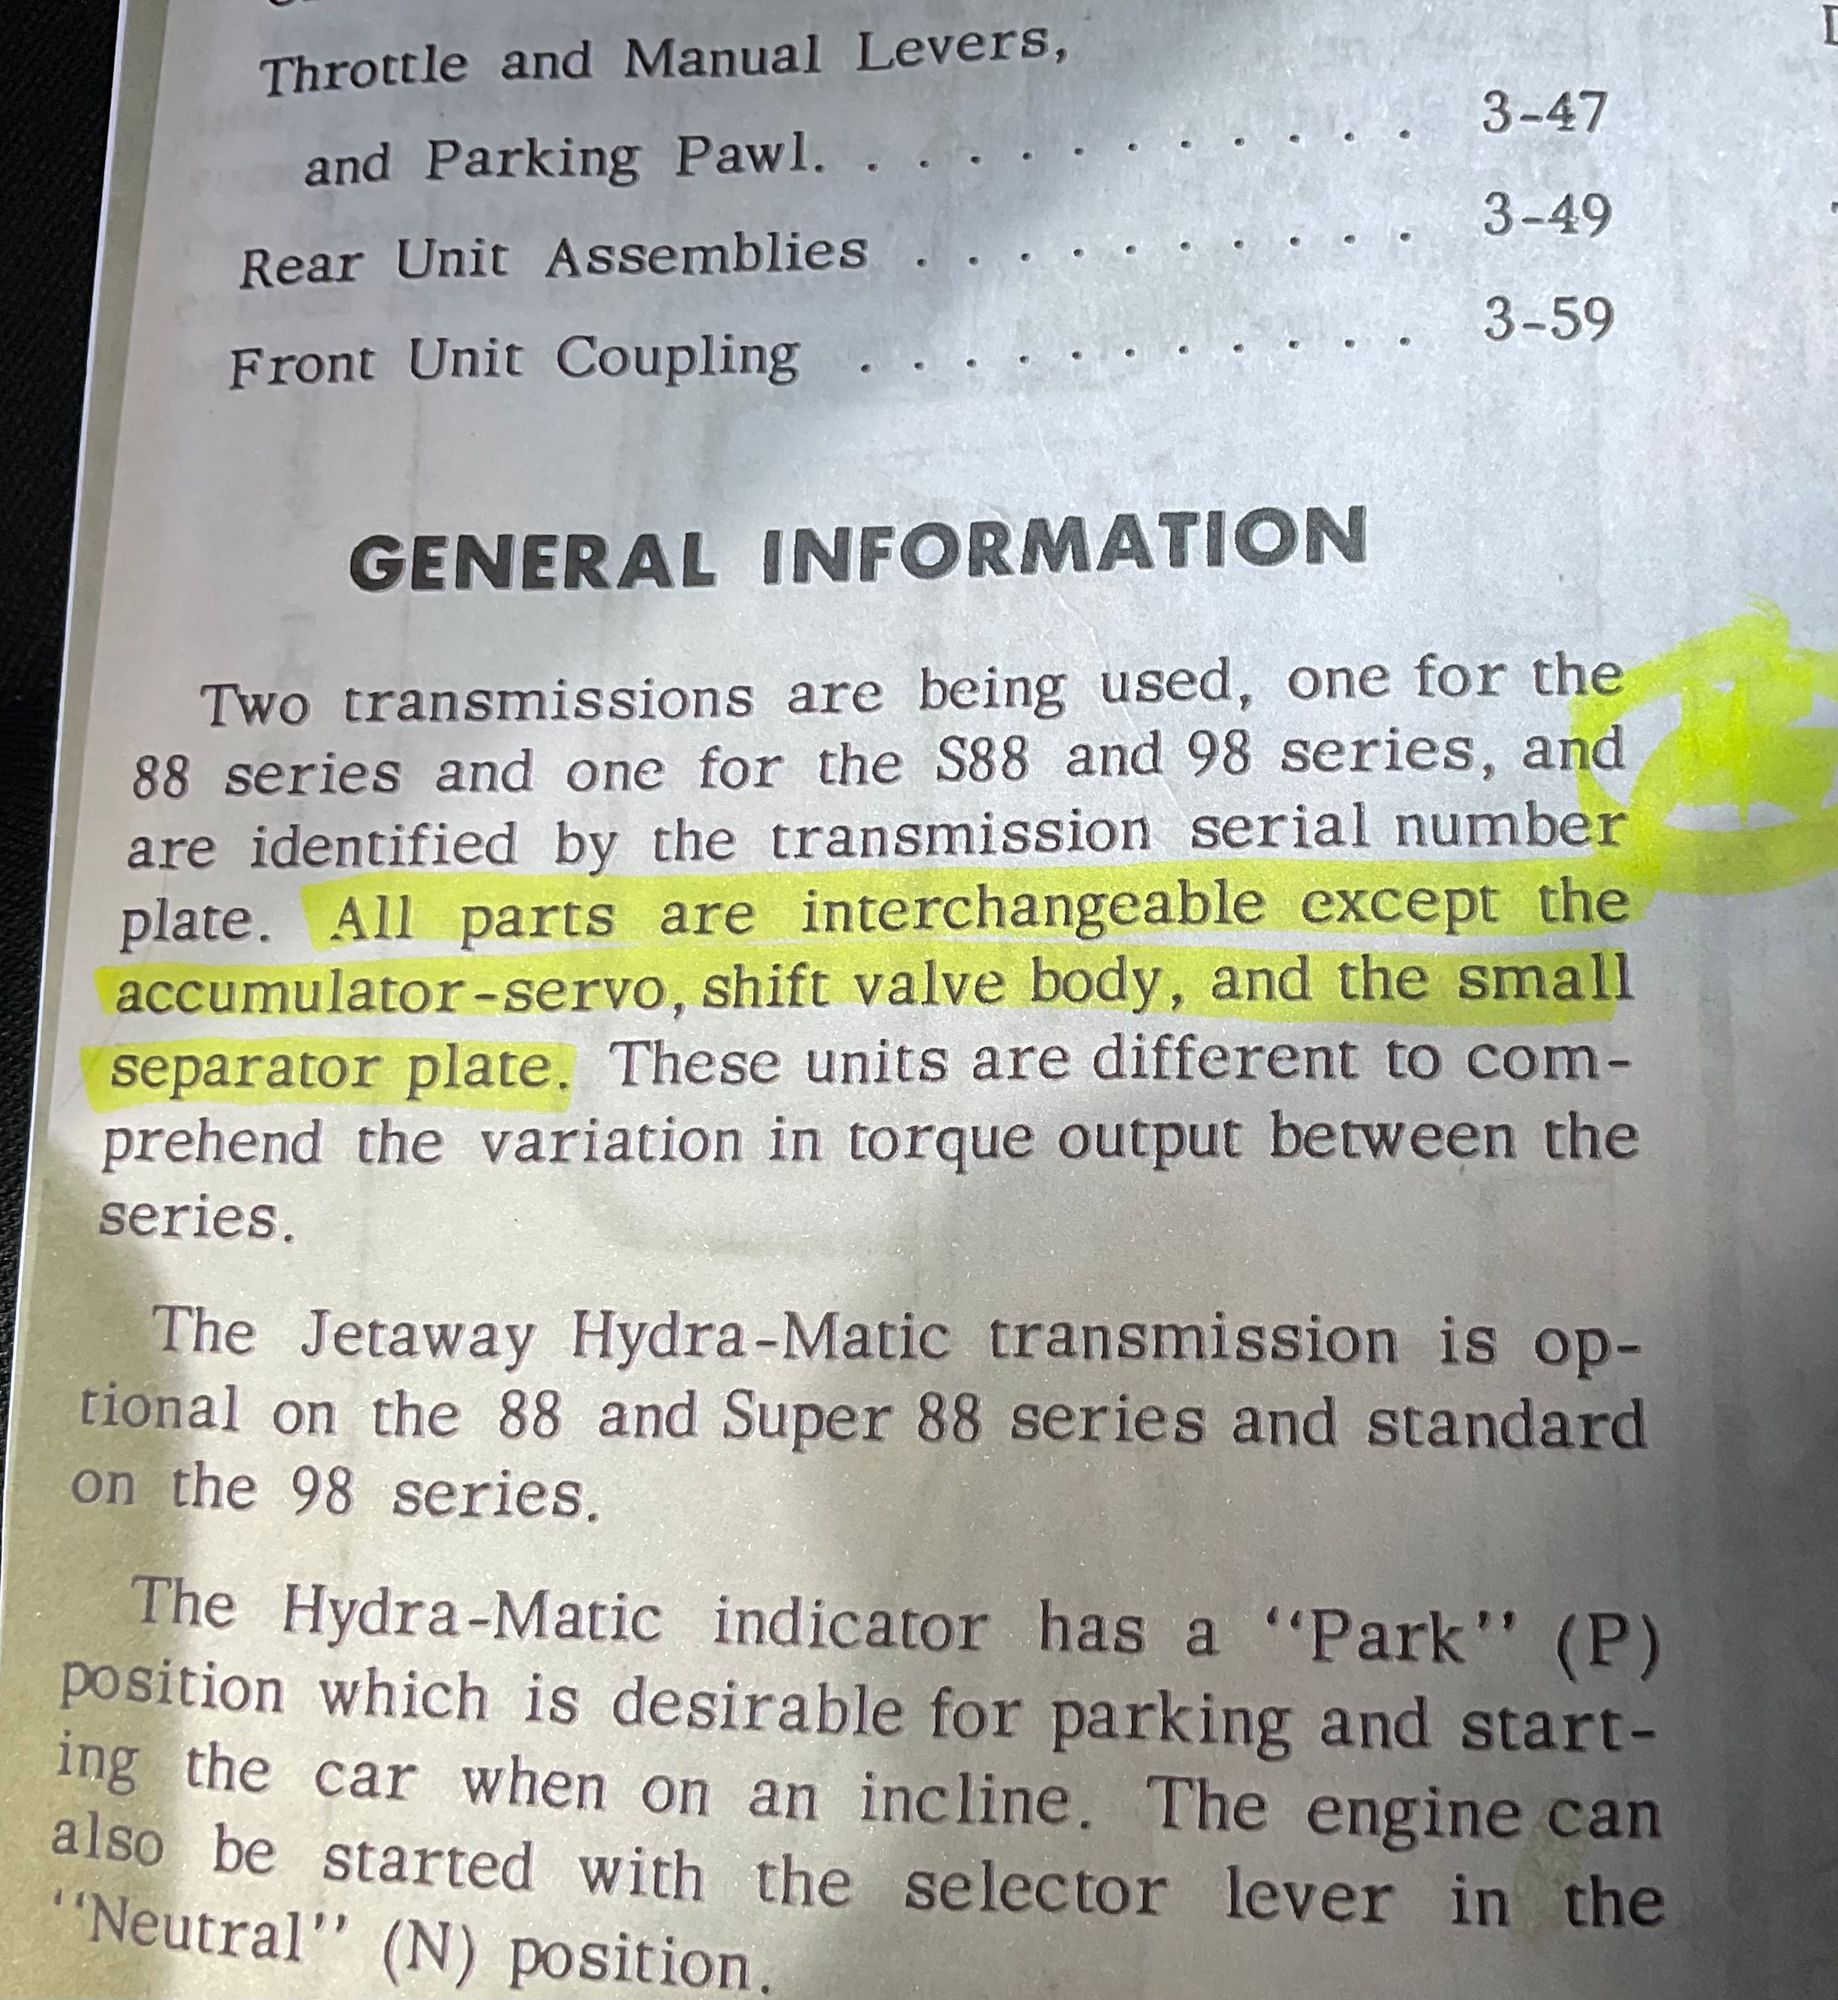 Throttle and Manual Levers,
and Parking Pawl. . . . . . . . . . . . 3-47
Rear Unit Assemblies . . . . . . . . . . 3-49
Front Unit Coupling . . . . . . . . . . . 3-59
GENERAL INFORMATION
Two transmissions are being used, one for the
88 series and one for the S88 and 98 series, and
are identified by the transmission serial number
plate. All parts are interchangeable except the
accumulator-servo, shift valve body, and the small
separator plate. These units are different to com-
prehend the variation in torque output between the
series.
The Jetaway Hydra-Matic transmission is op-
tional on the 88 and Super 88 series and standard
on the 98 series.
The Hydra-Matic indicator has a "Park" (P)
position which is desirable for parking and start-
ing the car when on an incline. The engine can
also be started with the selector lever in the
"Neutral" (N) position.